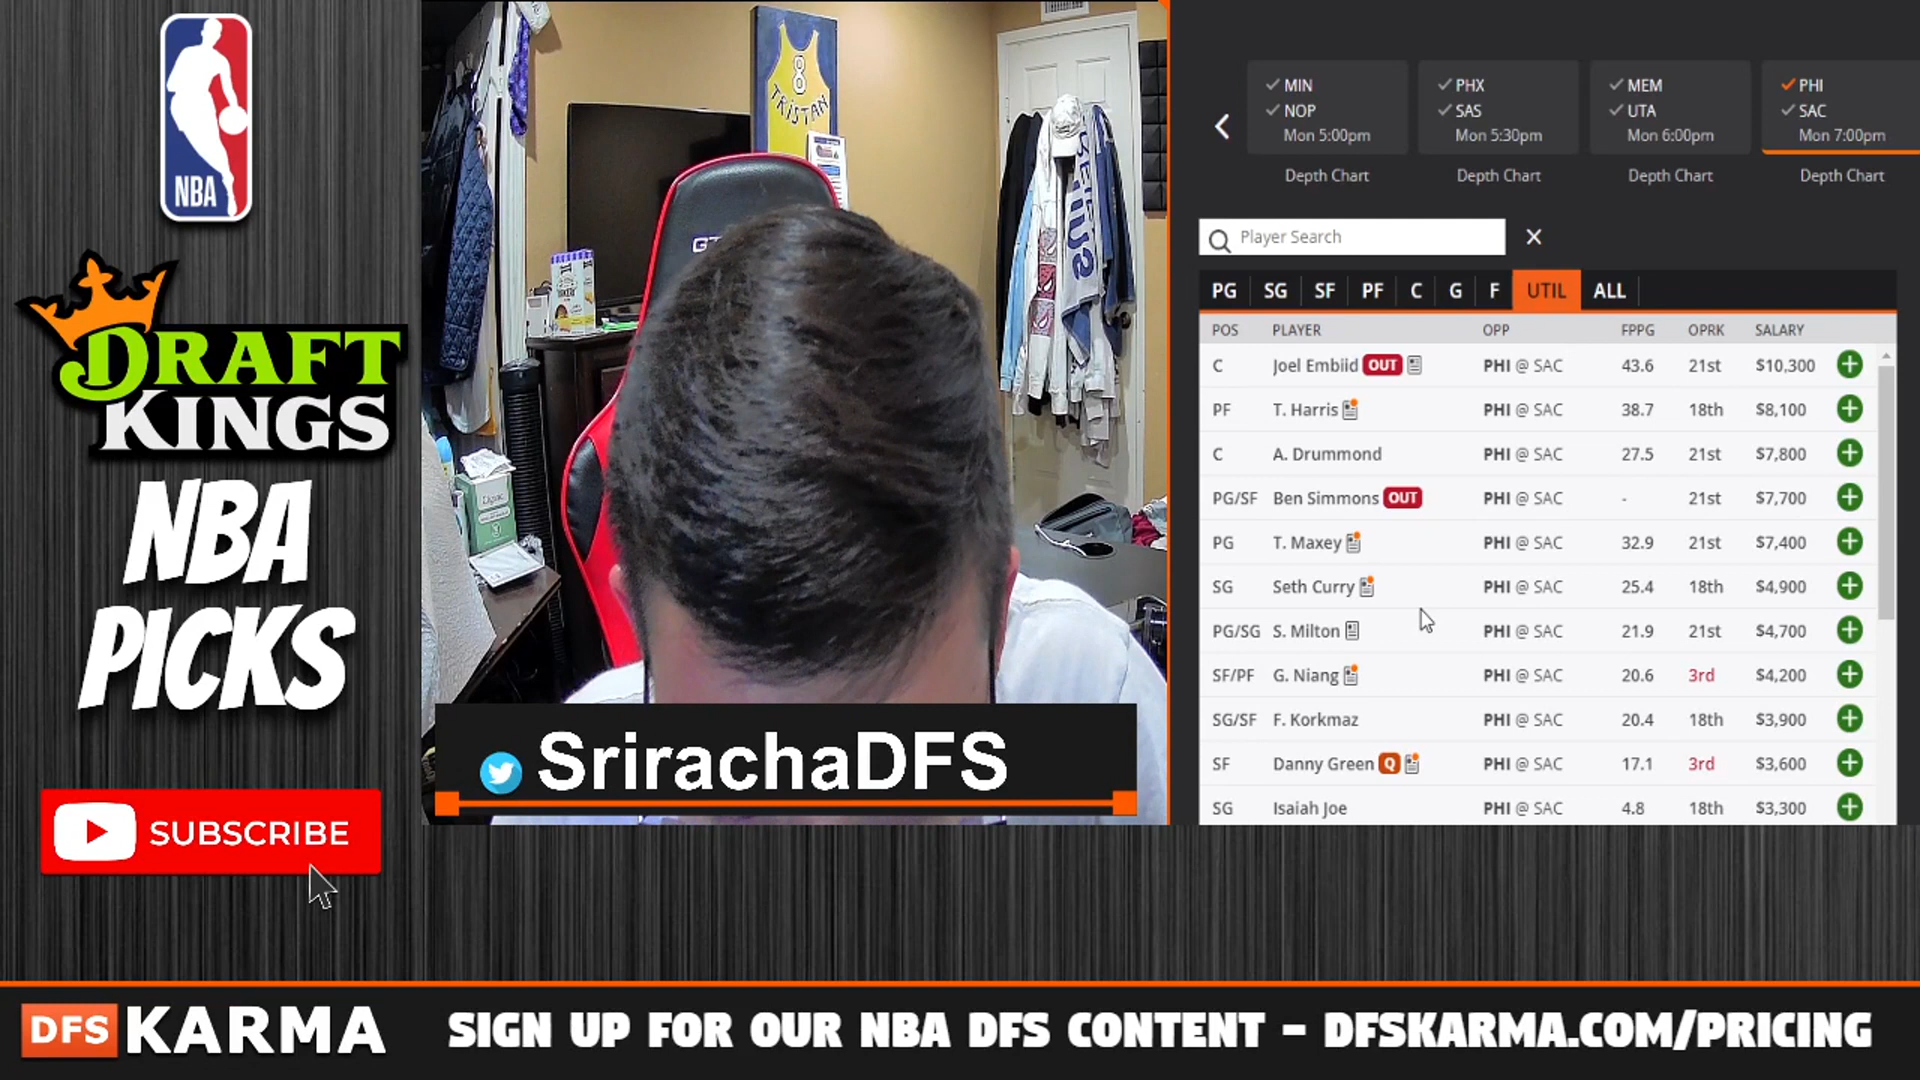 NBA
DRAFT
KINGS
NBA
PICKS
SUBSCRIBE
8
TRISTAN
GT
SrirachaDFS
MIN
NOP
Mon 5:00pm
Depth Chart
PHX
SAS
Mon 5:30pm
Depth Chart
MEM
UTA
Mon 6:00pm
Depth Chart
PHI
SAC
Mon 7:00pm
Depth Chart
Player Search
PG SG SF PF C G F UTIL ALL
POS PLAYER OPP FPPG OPRK SALARY
C Joel Embiid OUT PHI @ SAC 43.6 21st $10,300
PF T. Harris PHI @ SAC 38.7 18th $8,100
C A. Drummond PHI @ SAC 27.5 21st $7,800
PG/SF Ben Simmons OUT PHI @ SAC - 21st $7,700
PG T. Maxey PHI @ SAC 32.9 21st $7,400
SG Seth Curry PHI @ SAC 25.4 18th $4,900
PG/SG S. Milton PHI @ SAC 21.9 21st $4,700
SF/PF G. Niang PHI @ SAC 20.6 3rd $4,200
SG/SF F. Korkmaz PHI @ SAC 20.4 18th $3,900
SF Danny Green Q PHI @ SAC 17.1 3rd $3,600
SG Isaiah Joe PHI @ SAC 4.8 18th $3,300
DFS KARMA
SIGN UP FOR OUR NBA DFS CONTENT - DFSKARMA.COM/PRICING